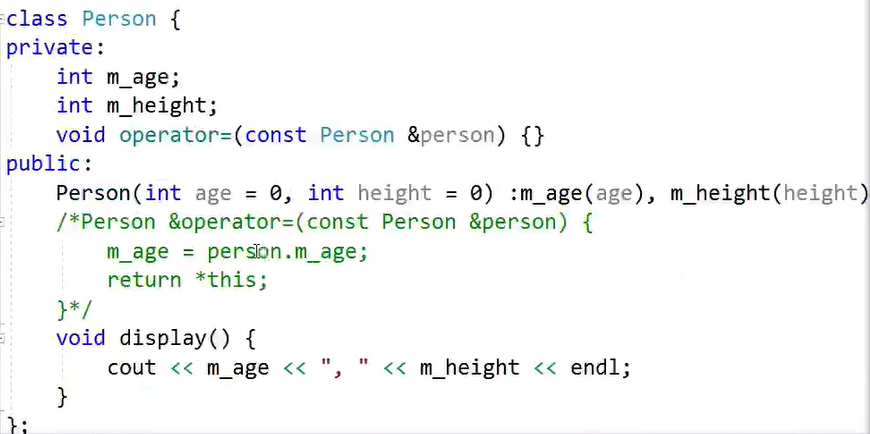 class Person {
private:
    int m_age;
    int m_height;
    void operator=(const Person &person) {}
public:
    Person(int age = 0, int height = 0) :m_age(age), m_height(height)
    /*Person &operator=(const Person &person) {
        m_age = person.m_age;
        return *this;
    }*/
    void display() {
        cout << m_age << ", " << m_height << endl;
    }
};